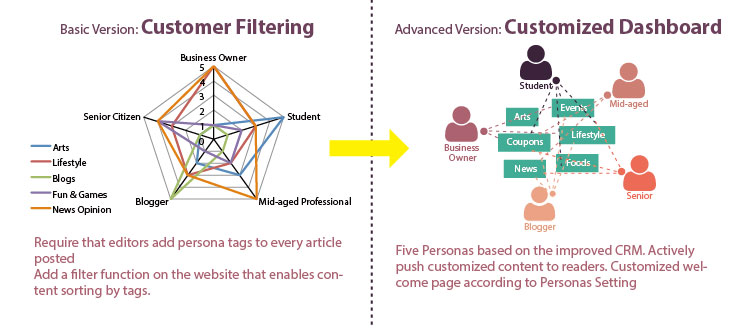 Basic Version: Customer Filtering
Business Owner
5
4
3
2
1
0
Senior Citizen
Student
Arts
Lifestyle
Blogs
Fun & Games
News Opinion
Blogger
Mid-aged Professional
Require that editors add persona tags to every article
posted
Add a filter function on the website that enables con-
tent sorting by tags.
Advanced Version: Customized Dashboard
Student
Mid-aged
Business
Owner
Arts
Events
Coupons
Lifestyle
News
Foods
Senior
Blogger
Five Personas based on the improved CRM. Actively
push customized content to readers. Customized wel-
come page according to Personas Setting